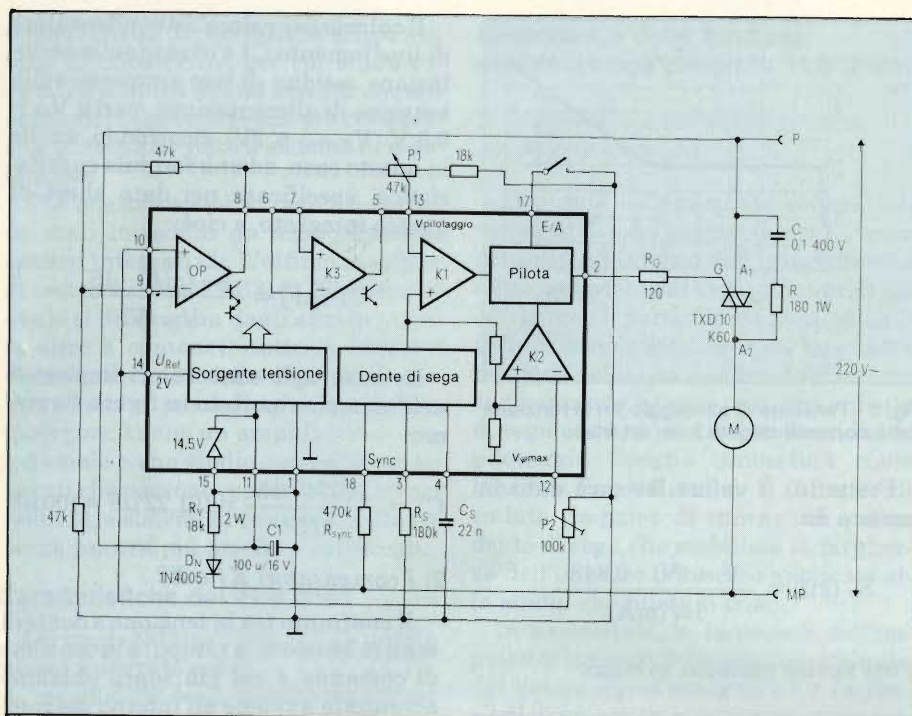 P
47k
P1
47k
18k
8
6
7
5
13
17
Vpilotaggio
E/A
10
9
OP
K3
K1
Pilota
2
RG
120
G
A1
A2
TXD 10
K60
C
0.1 400 V
R
180 1W
220 V~
14
URef
2V
Sorgente tensione
Dente di sega
K2
M
14,5V
Sync
Vφmax
15
11
1
18
3
4
12
47k
RV
18k
2 W
C1
100 u/16 V
DN
1N4005
470k
Rsync
RS
180k
CS
22 n
P2
100k
MP